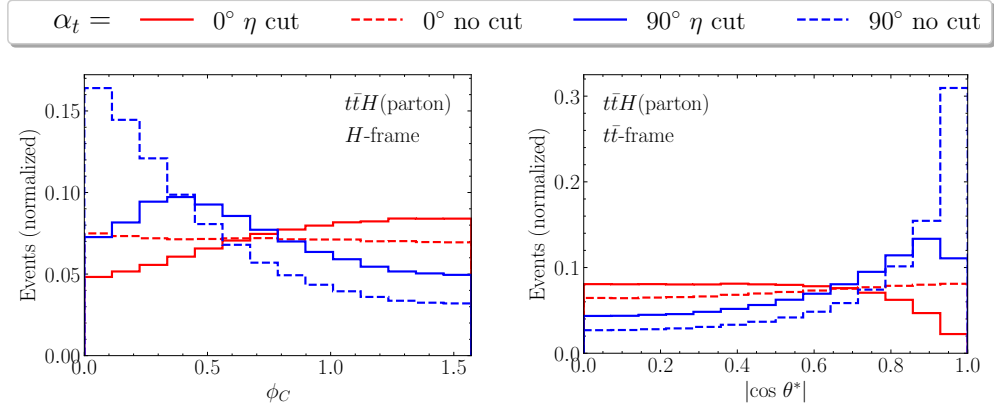 α_t =  0° η cut  0° no cut  90° η cut  90° no cut
tt̄H(parton)
H-frame
Events (normalized)
0.15
0.10
0.05
0.00
0.0 0.5 1.0 1.5
ϕ_C
tt̄H(parton)
tt̄-frame
Events (normalized)
0.3
0.2
0.1
0.0
0.0 0.2 0.4 0.6 0.8 1.0
|cos θ*|